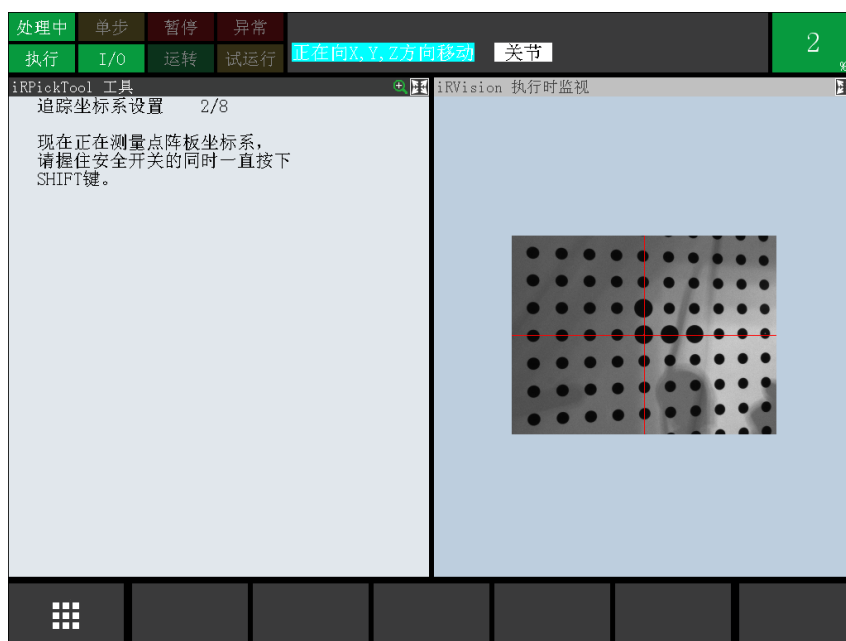 处理中 单步 暂停 异常
执行 I/O 运转 试运行 正在向X,Y,Z方向移动 关节 2 %
iRPickTool 工具
追踪坐标系设置 2/8
现在正在测量点阵板坐标系，
请握住安全开关的同时一直按下
SHIFT键。
iRVision 执行时监视